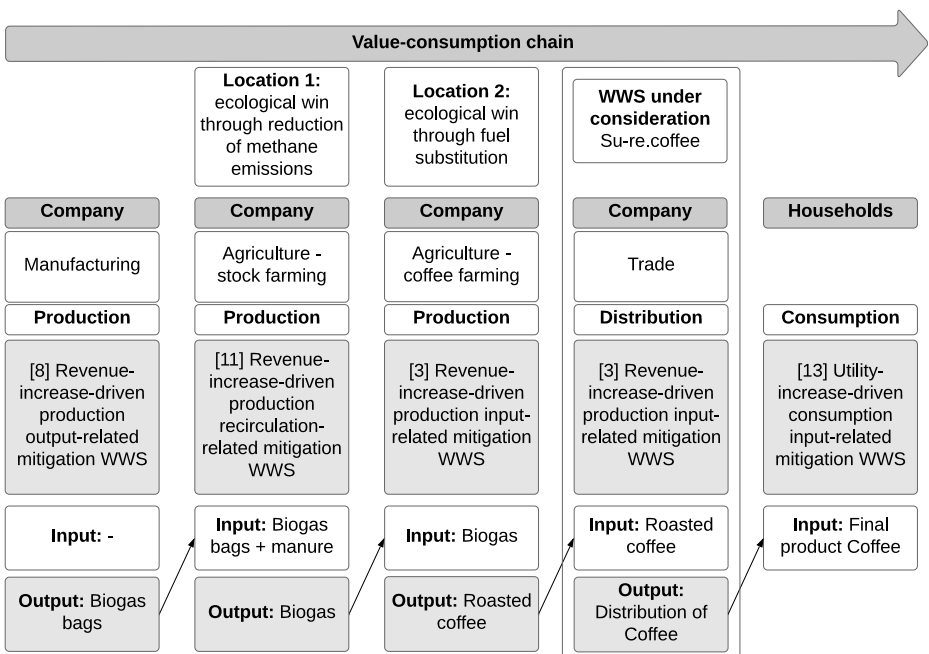 Value-consumption chain
Location 1:
ecological win
through reduction
of methane
emissions
Location 2:
ecological win
through fuel
substitution
WWS under
consideration
Su-re.coffee
Company
Company
Company
Company
Households
Manufacturing
Agriculture -
stock farming
Agriculture -
coffee farming
Trade
Production
Production
Production
Distribution
Consumption
[8] Revenue-
increase-driven
production
output-related
mitigation WWS
[11] Revenue-
increase-driven
production
recirculation-
related mitigation
WWS
[3] Revenue-
increase-driven
production input-
related mitigation
WWS
[3] Revenue-
increase-driven
production input-
related mitigation
WWS
[13] Utility-
increase-driven
consumption
input-related
mitigation WWS
Input: -
Input: Biogas
bags + manure
Input: Biogas
Input: Roasted
coffee
Input: Final
product Coffee
Output: Biogas
bags
Output: Biogas
Output: Roasted
coffee
Output:
Distribution of
Coffee